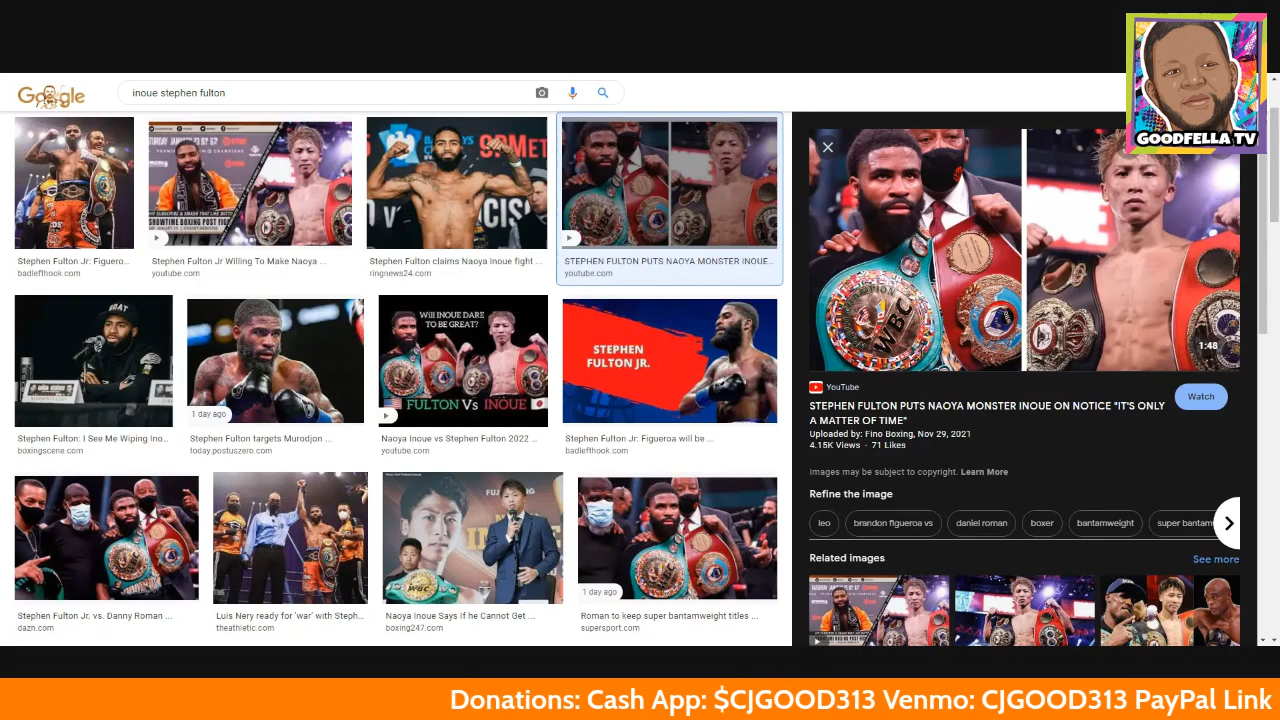 GOODFELLA TV
Google
inoue stephen fulton
Stephen Fulton Jr: Figuero...
badlefthook.com
Stephen Fulton Jr Willing To Make Naoya ...
youtube.com
Stephen Fulton claims Naoya Inoue fight ...
ringnews24.com
STEPHEN FULTON PUTS NAOYA MONSTER INOUE...
youtube.com
GOAT
Stephen Fulton: I See Me Wiping Ino...
boxingscene.com
1 day ago
Stephen Fulton targets Murodjon ...
today.postuszero.com
Will INOUE DARE
TO BE GREAT?
FULTON Vs INOUE
Naoya Inoue vs Stephen Fulton 2022 ...
youtube.com
STEPHEN
FULTON JR.
Stephen Fulton Jr: Figueroa will be ...
badlefthook.com
Stephen Fulton Jr. vs. Danny Roman ...
dazn.com
Luis Nery ready for 'war' with Steph...
theathletic.com
WBC
Naoya Inoue Says If he Cannot Get ...
boxing247.com
1 day ago
Roman to keep super bantamweight titles ...
supersport.com
WBC
1:48
YouTube
Watch
STEPHEN FULTON PUTS NAOYA MONSTER INOUE ON NOTICE "IT'S ONLY
A MATTER OF TIME"
Uploaded by: Fino Boxing, Nov 29, 2021
4.15K Views · 71 Likes
Images may be subject to copyright. Learn More
Refine the image
leo
brandon figueroa vs
daniel roman
boxer
bantamweight
super bantam
Related images
See more
Donations: Cash App: $CJGOOD313 Venmo: CJGOOD313 PayPal Link